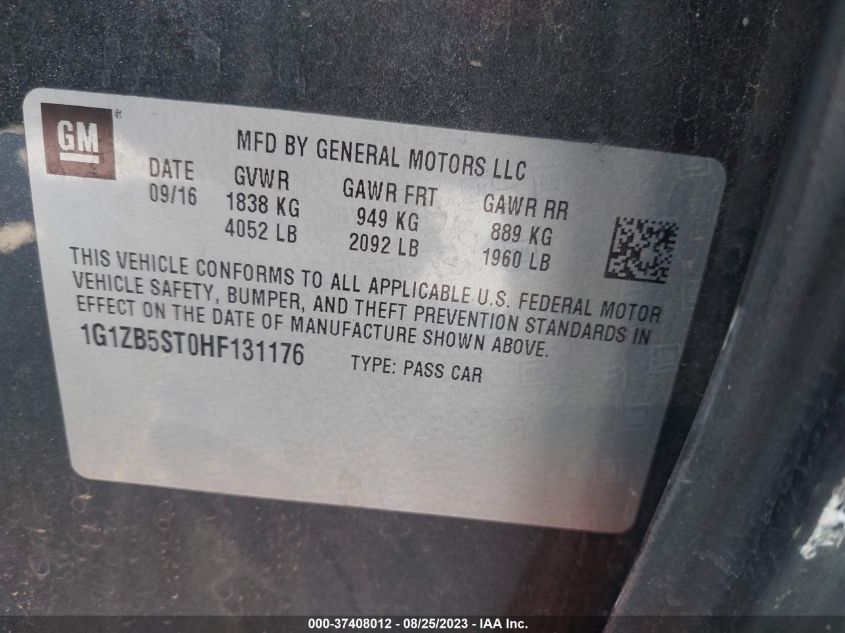 GM®
MFD BY GENERAL MOTORS LLC
DATE GVWR GAWR FRT GAWR RR
09/16 1838 KG 949 KG 889 KG
4052 LB 2092 LB 1960 LB
THIS VEHICLE CONFORMS TO ALL APPLICABLE U.S. FEDERAL MOTOR
VEHICLE SAFETY, BUMPER, AND THEFT PREVENTION STANDARDS IN
EFFECT ON THE DATE OF MANUFACTURE SHOWN ABOVE.
1G1ZB5ST0HF131176 TYPE: PASS CAR
000-37408012 - 08/25/2023 - IAA Inc.